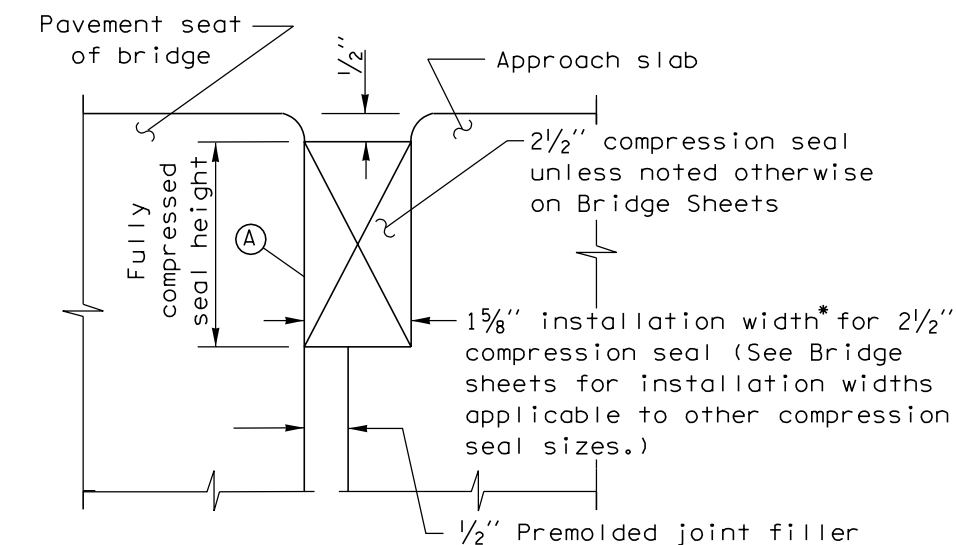 Pavement seat
of bridge
1/2"
Approach slab
2 1/2" compression seal
unless noted otherwise
on Bridge Sheets
Fully
compressed
seal height
A
1 5/8" installation width* for 2 1/2"
compression seal (See Bridge
sheets for installation widths
applicable to other compression
seal sizes.)
1/2" Premolded joint filler